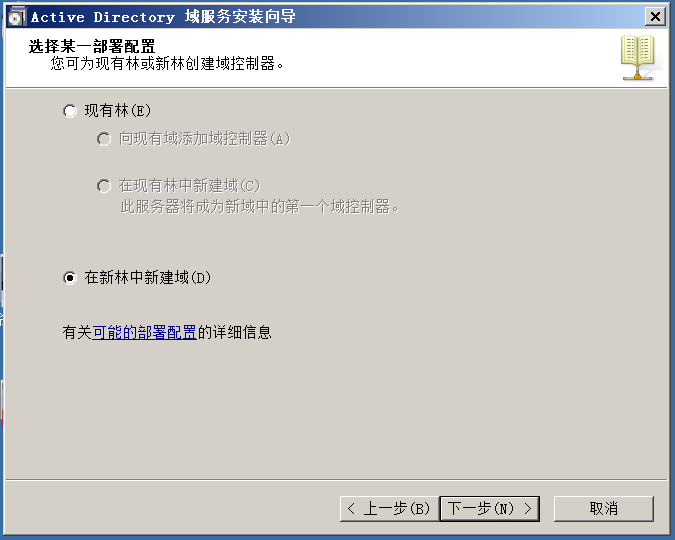 Active Directory 域服务安装向导
选择某一部署配置
您可为现有林或新林创建域控制器。
现有林(E)
向现有域添加域控制器(A)
在现有林中新建域(C)
此服务器将成为新域中的第一个域控制器。
在新林中新建域(D)
有关可能的部署配置的详细信息
< 上一步(B) 下一步(N) > 取消